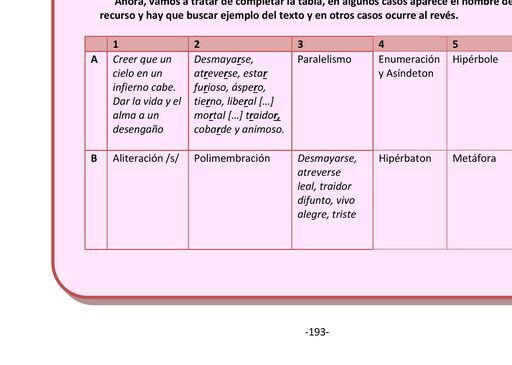 Ahora, vamos a tratar de completar la tabla, en algunos casos aparece el nombre de
recurso y hay que buscar ejemplo del texto y en otros casos ocurre al revés.
1 2 3 4 5
A
Creer que un
cielo en un
infierno cabe.
Dar la vida y el
alma a un
desengaño
Desmayarse,
atreverse, estar
furioso, áspero,
tierno, liberal […]
mortal […] traidor,
cobarde y animoso.
Paralelismo
Enumeración
y Asíndeton
Hipérbole
B
Aliteración /s/
Polimembración
Desmayarse,
atreverse
leal, traidor
difunto, vivo
alegre, triste
Hipérbaton
Metáfora
-193-